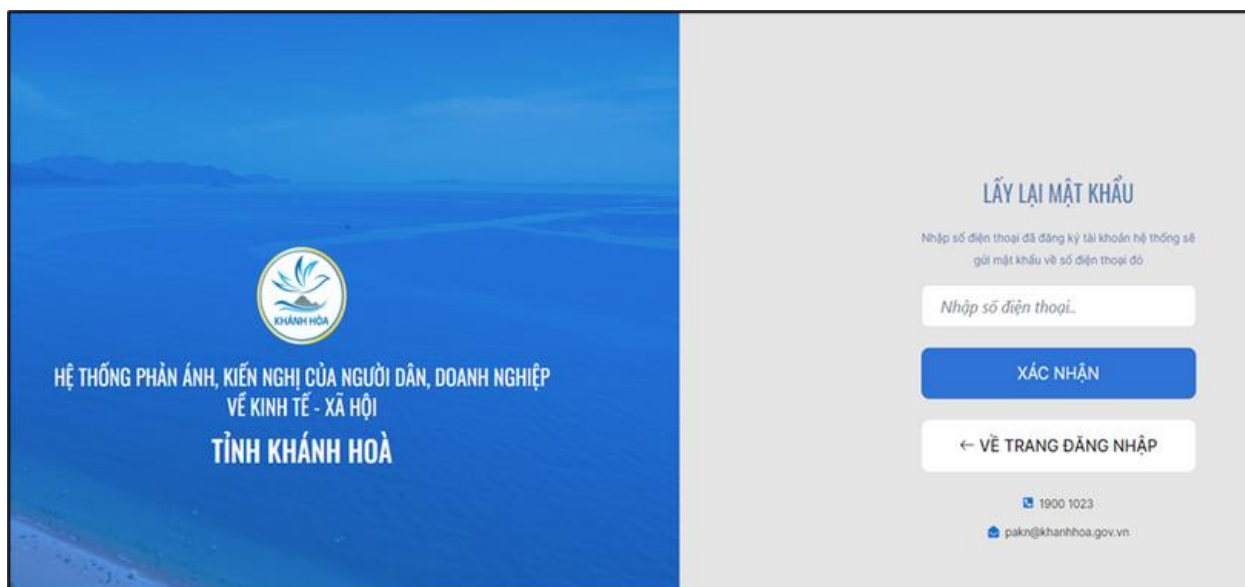 KHÁNH HÒA
HỆ THỐNG PHẢN ÁNH, KIẾN NGHỊ CỦA NGƯỜI DÂN, DOANH NGHIỆP
VỀ KINH TẾ - XÃ HỘI
TỈNH KHÁNH HOÀ
LẤY LẠI MẬT KHẨU
Nhập số điện thoại đã đăng ký tài khoản hệ thống sẽ
gửi mật khẩu về số điện thoại đó
Nhập số điện thoại..
XÁC NHẬN
← VỀ TRANG ĐĂNG NHẬP
1900 1023
pakn@khanhhoa.gov.vn